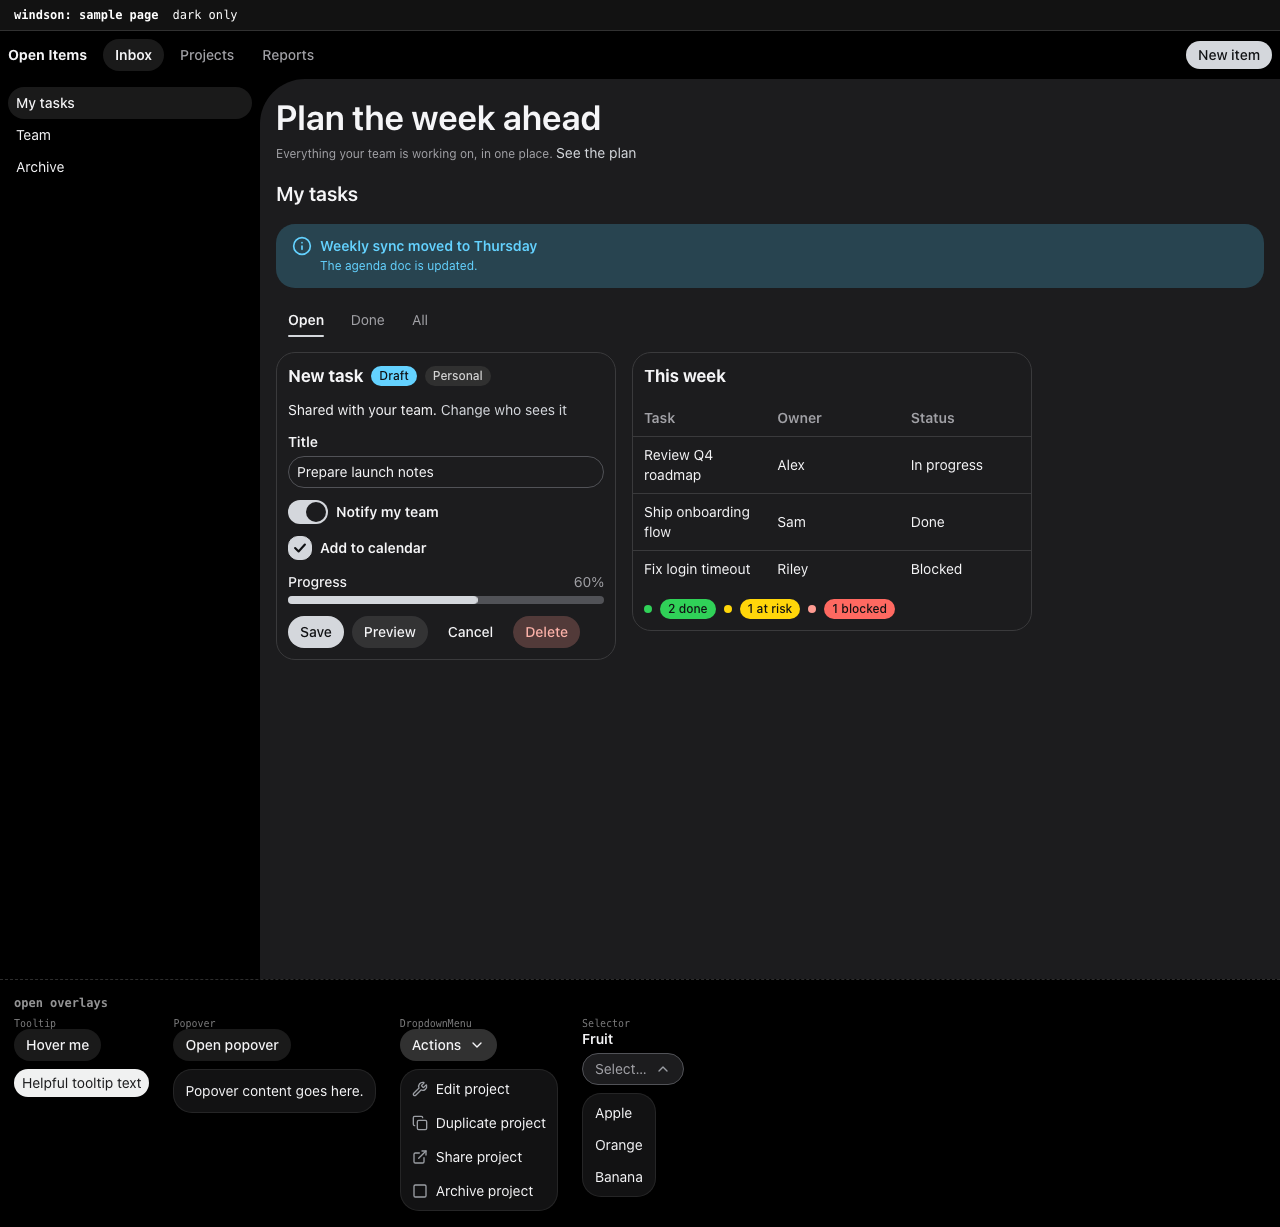 windson: sample page dark only
Open Items Inbox Projects Reports New item
My tasks
Team
Archive
Plan the week ahead
Everything your team is working on, in one place. See the plan
My tasks
Weekly sync moved to Thursday
The agenda doc is updated.
Open Done All
New task Draft Personal
Shared with your team. Change who sees it
Title
Prepare launch notes
Notify my team
Add to calendar
Progress 60%
Save Preview Cancel Delete
This week
Task Owner Status
Review Q4 roadmap Alex In progress
Ship onboarding flow Sam Done
Fix login timeout Riley Blocked
2 done 1 at risk 1 blocked
open overlays
Tooltip
Hover me
Helpful tooltip text
Popover
Open popover
Popover content goes here.
DropdownMenu
Actions
Edit project
Duplicate project
Share project
Archive project
Selector
Fruit
Select...
Apple
Orange
Banana